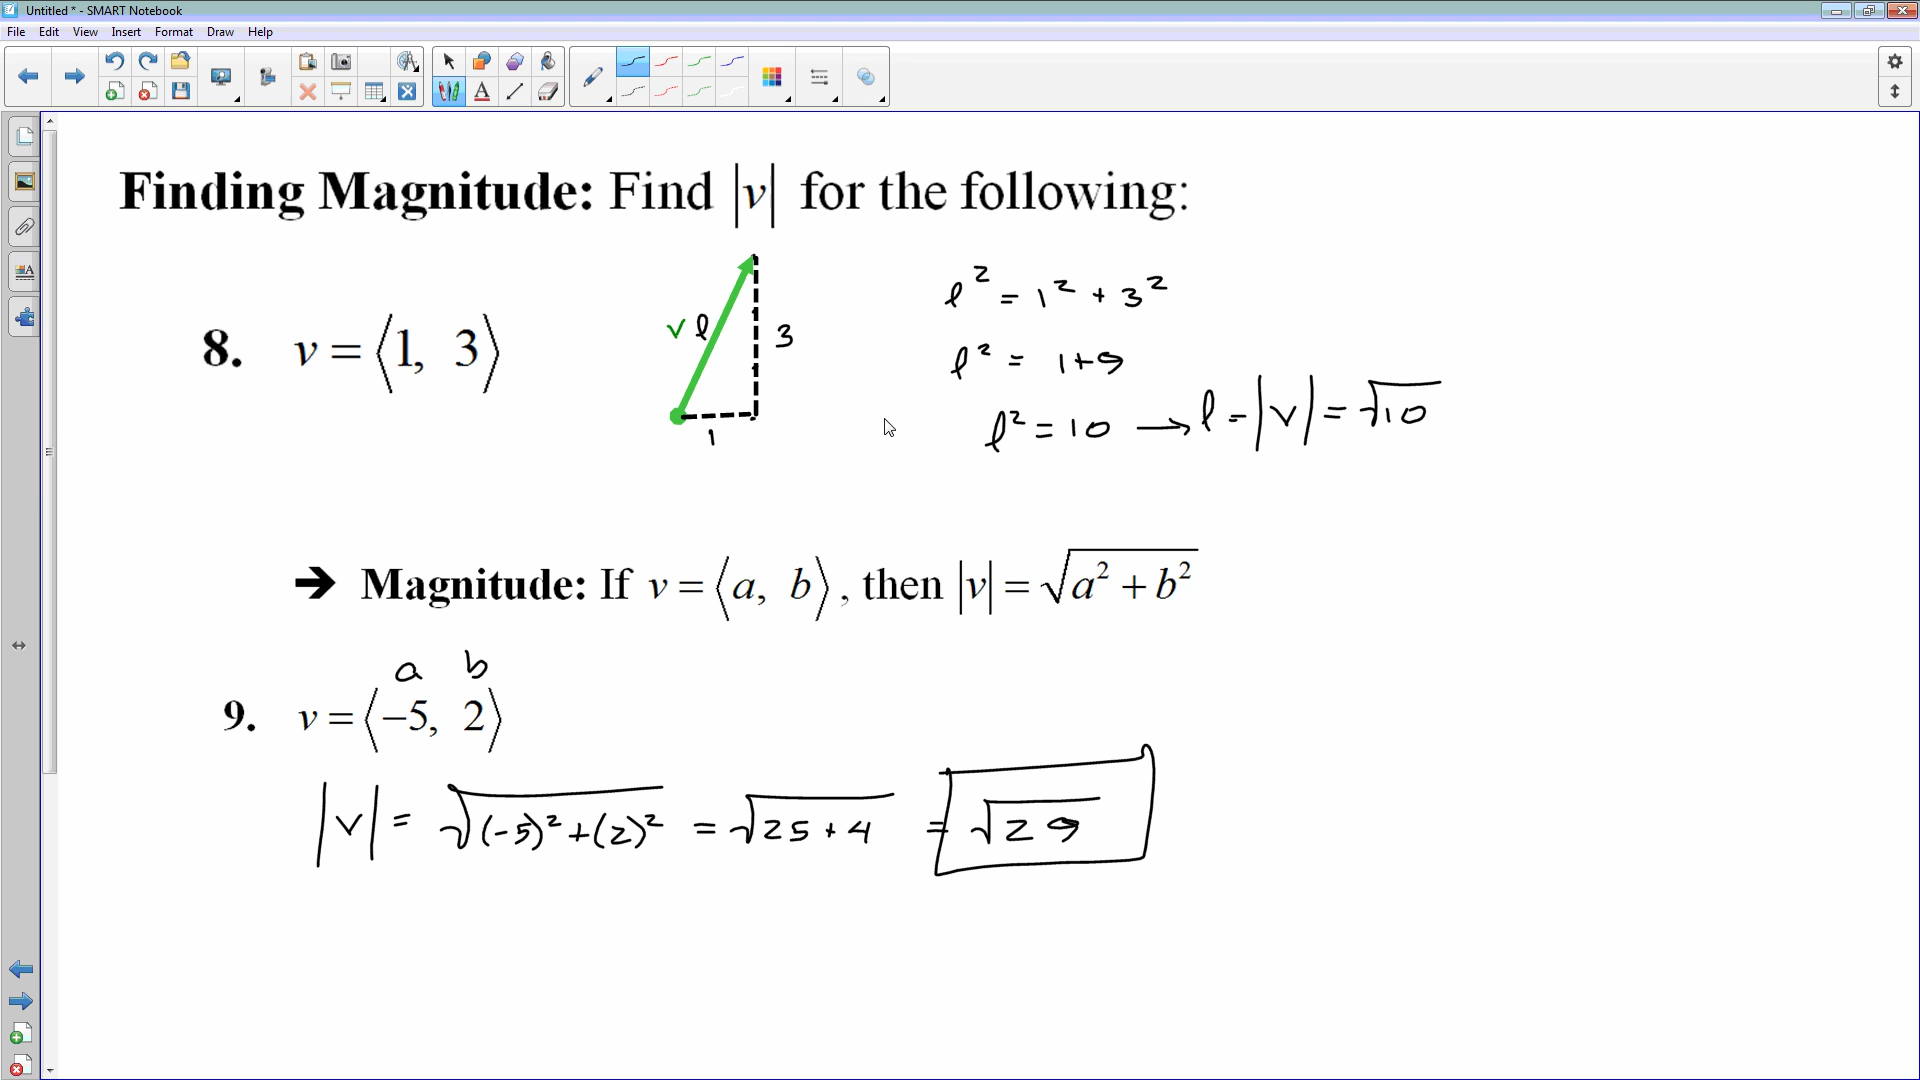 Untitled * - SMART Notebook
File Edit View Insert Format Draw Help
Finding Magnitude: Find |v| for the following:
8. v = ⟨1, 3⟩
v l 3
1
l² = 1² + 3²
l² = 1+9
l² = 10 → l = |v| = √10
➔ Magnitude: If v = ⟨a, b⟩, then |v| = √(a² + b²)
a b
9. v = ⟨−5, 2⟩
|v| = √((-5)² + (2)²) = √(25 + 4) = √29